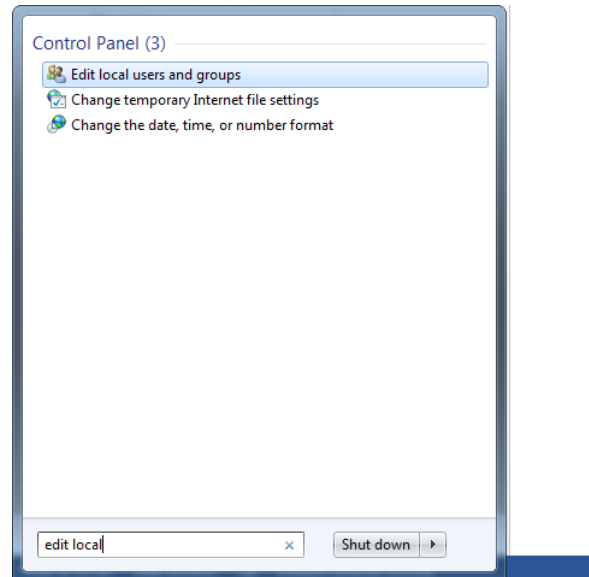 Control Panel (3)
Edit local users and groups
Change temporary Internet file settings
Change the date, time, or number format
edit local
Shut down